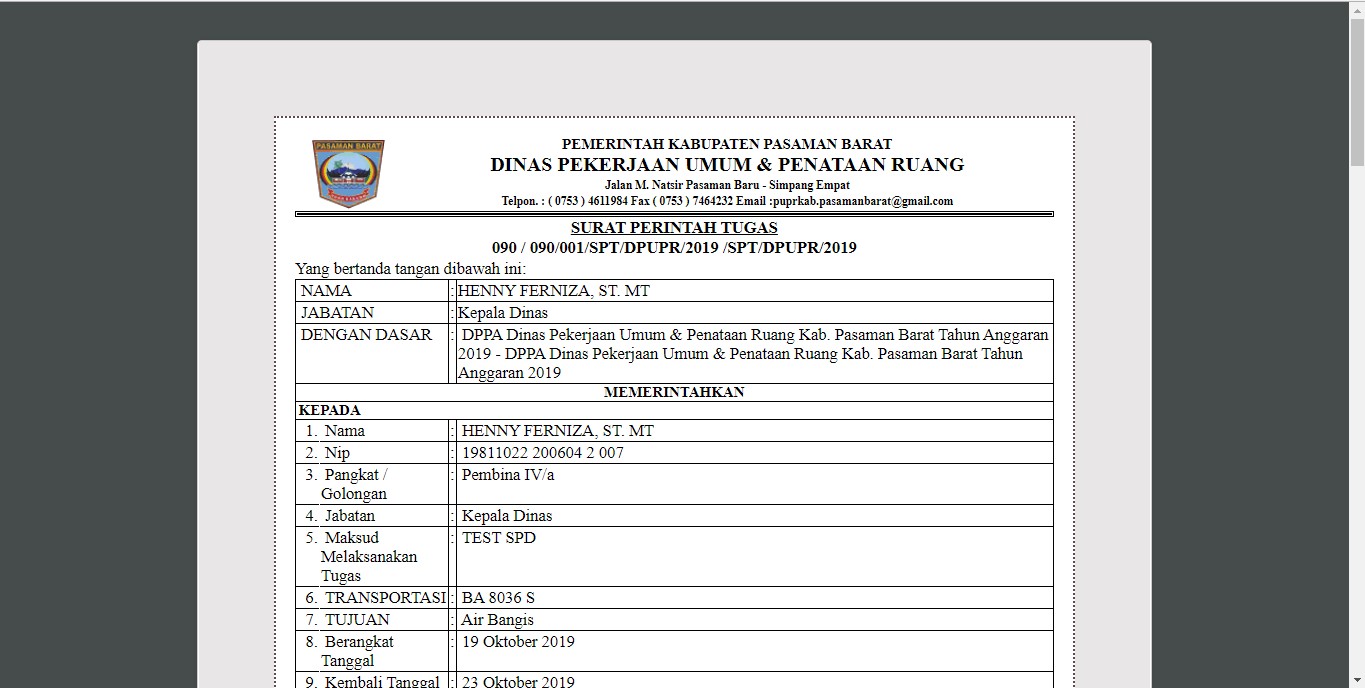 PASAMAN BARAT
PEMERINTAH KABUPATEN PASAMAN BARAT
DINAS PEKERJAAN UMUM & PENATAAN RUANG
Jalan M. Natsir Pasaman Baru - Simpang Empat
Telpon. : ( 0753 ) 4611984 Fax ( 0753 ) 7464232 Email :puprkab.pasamanbarat@gmail.com
SURAT PERINTAH TUGAS
090 / 090/001/SPT/DPUPR/2019 /SPT/DPUPR/2019
Yang bertanda tangan dibawah ini:
NAMA : HENNY FERNIZA, ST. MT
JABATAN : Kepala Dinas
DENGAN DASAR : DPPA Dinas Pekerjaan Umum & Penataan Ruang Kab. Pasaman Barat Tahun Anggaran
2019 - DPPA Dinas Pekerjaan Umum & Penataan Ruang Kab. Pasaman Barat Tahun
Anggaran 2019
MEMERINTAHKAN
KEPADA
1. Nama : HENNY FERNIZA, ST. MT
2. Nip : 19811022 200604 2 007
3. Pangkat / : Pembina IV/a
Golongan
4. Jabatan : Kepala Dinas
5. Maksud : TEST SPD
Melaksanakan
Tugas
6. TRANSPORTASI : BA 8036 S
7. TUJUAN : Air Bangis
8. Berangkat : 19 Oktober 2019
Tanggal
9. Kembali Tanggal : 23 Oktober 2019